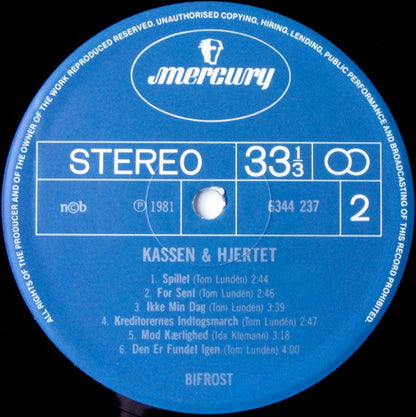 ALL RIGHTS OF THE PRODUCER AND OF THE OWNER OF THE WORK REPRODUCED RESERVED. UNAUTHORISED COPYING, HIRING, LENDING, PUBLIC PERFORMANCE AND BROADCASTING OF THIS RECORD PROHIBITED.
mercury
STEREO 33 1/3
n©b ℗ 1981 6344 237 2
KASSEN & HJERTET
1. Spillet (Tom Lundén) 2:44
2. For Sent (Tom Lundén) 2:46
3. Ikke Min Dag (Tom Lundén) 3:39
4. Kreditorernes Indtogsmarch (Tom Lundén) 2:47
5. Mod Kærlighed (Ida Klemann) 3:18
6. Den Er Fundet Igen (Tom Lundén) 4:00
BIFROST